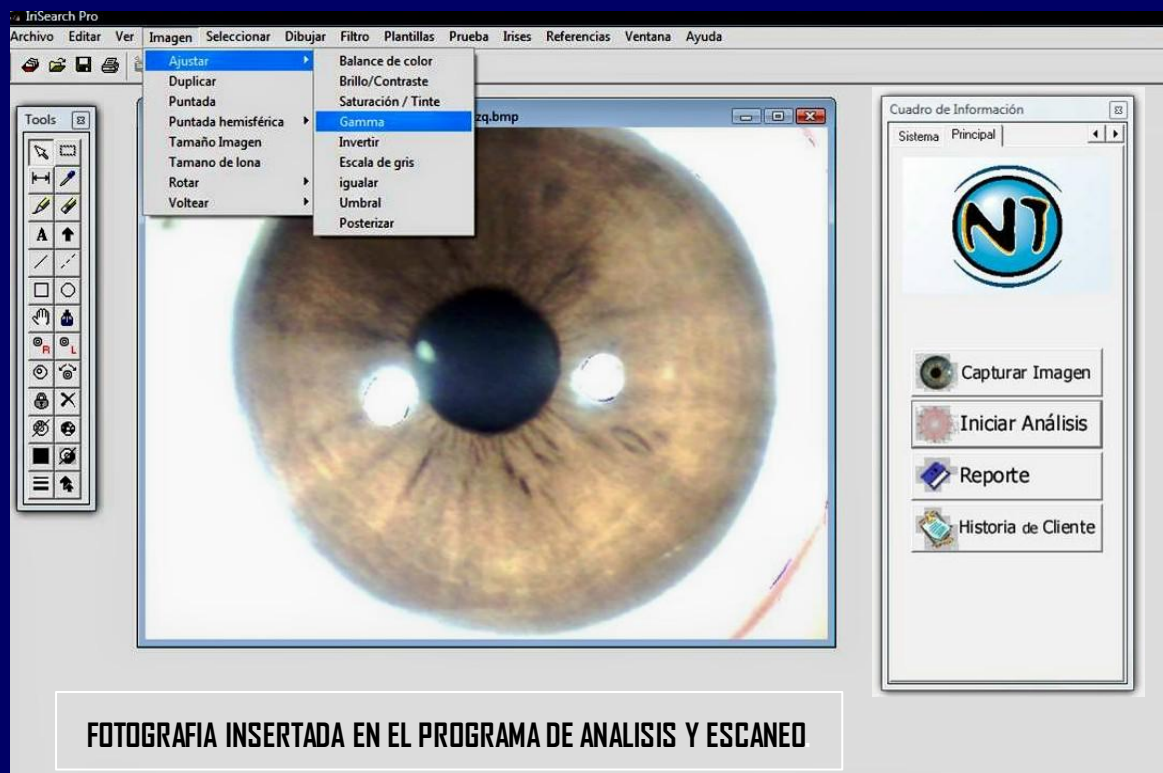 IriSearch Pro
Archivo Editar Ver Imagen Seleccionar Dibujar Filtro Plantillas Prueba Irises Referencias Ventana Ayuda
Ajustar
Duplicar
Puntada
Puntada hemisférica
Tamaño Imagen
Tamano de lona
Rotar
Voltear
Balance de color
Brillo/Contraste
Saturación / Tinte
Gamma
Invertir
Escala de gris
igualar
Umbral
Posterizar
zq.bmp
Tools
A
R L
Cuadro de Información
Sistema Principal
NT
Capturar Imagen
Iniciar Análisis
Reporte
Historia de Cliente
FOTOGRAFIA INSERTADA EN EL PROGRAMA DE ANALISIS Y ESCANEO.